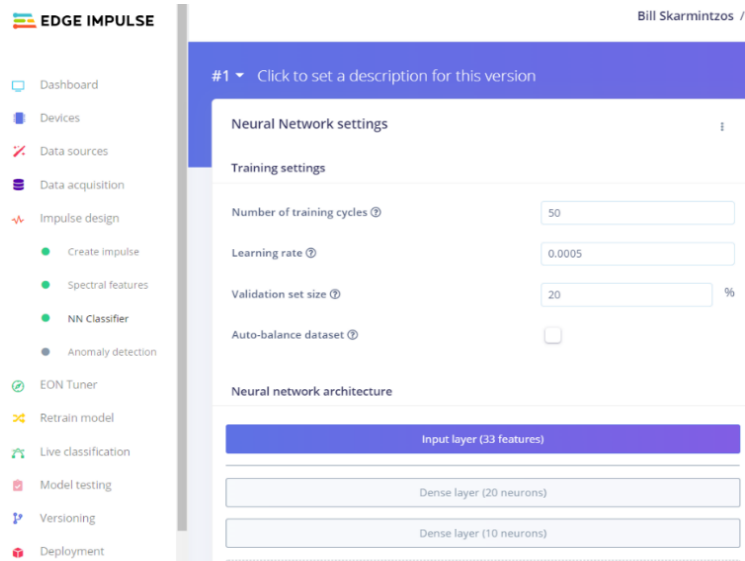 EDGE IMPULSE
Dashboard
Devices
Data sources
Data acquisition
Impulse design
Create impulse
Spectral features
NN Classifier
Anomaly detection
EON Tuner
Retrain model
Live classification
Model testing
Versioning
Deployment
Bill Skarmintzos /
#1 Click to set a description for this version
Neural Network settings
Training settings
Number of training cycles ?
50
Learning rate ?
0.0005
Validation set size ?
20 %
Auto-balance dataset ?
Neural network architecture
Input layer (33 features)
Dense layer (20 neurons)
Dense layer (10 neurons)